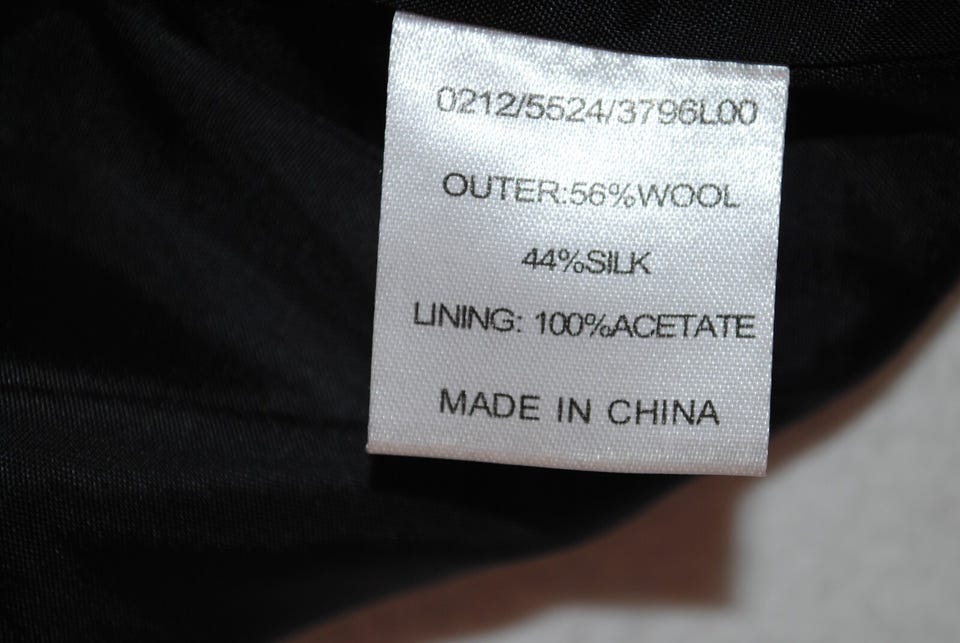 0212/5524/3796L00
OUTER:56%WOOL
44%SILK
LINING: 100%ACETATE
MADE IN CHINA